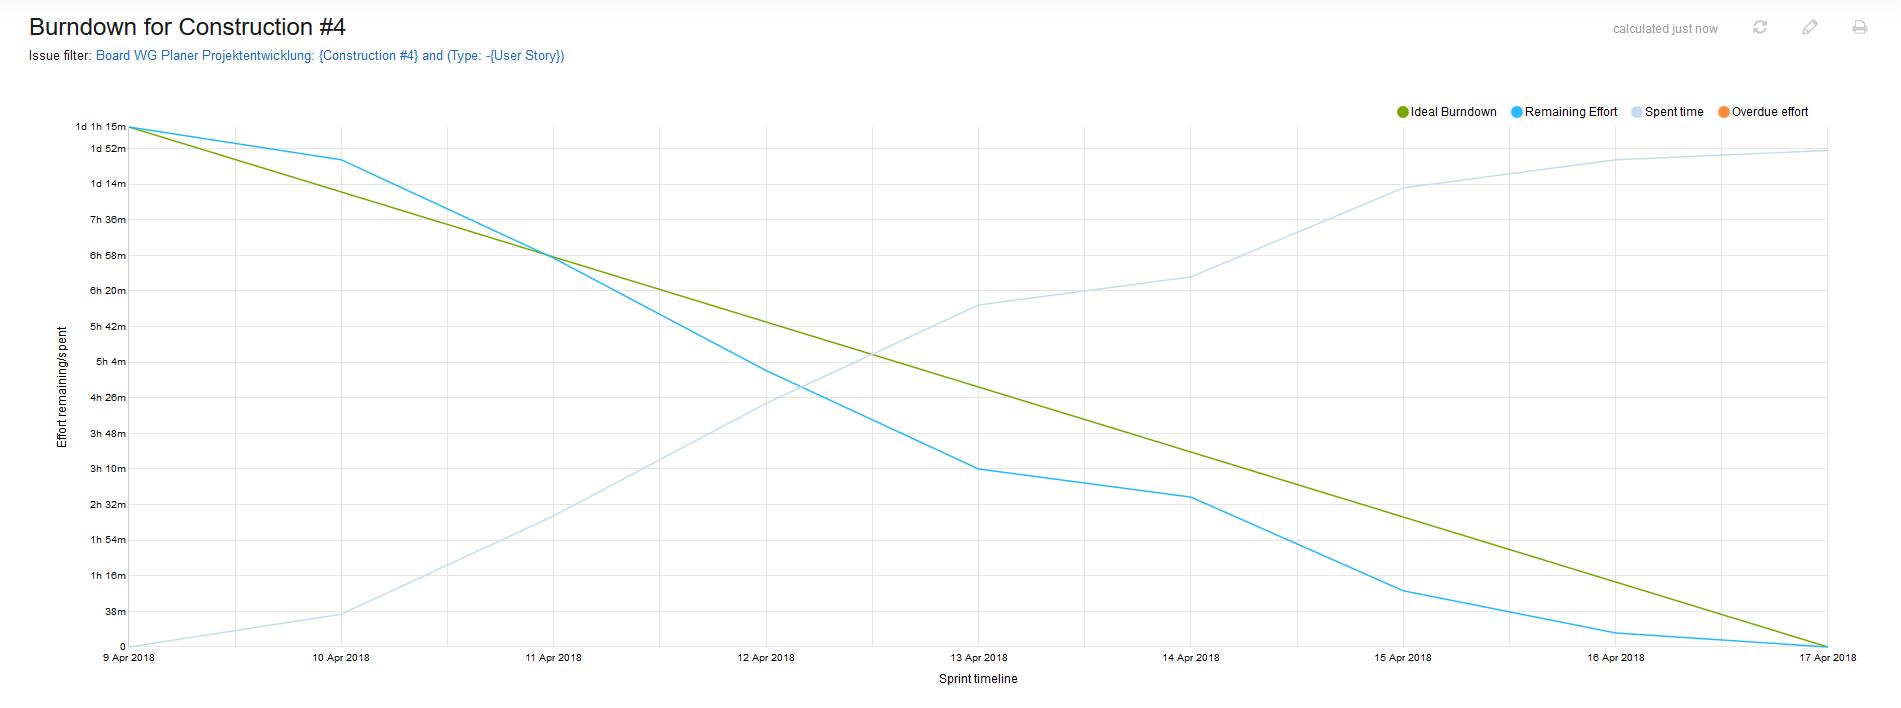 Burndown for Construction #4
calculated just now
Issue filter: Board WG Planer Projektentwicklung: {Construction #4} and (Type: -{User Story})
Ideal Burndown
Remaining Effort
Spent time
Overdue effort
1d 1h 15m
1d 52m
1d 14m
7h 36m
6h 58m
6h 20m
5h 42m
5h 4m
4h 26m
3h 48m
3h 10m
2h 32m
1h 54m
1h 16m
38m
0
Effort remaining/spent
9 Apr 2018
10 Apr 2018
11 Apr 2018
12 Apr 2018
13 Apr 2018
14 Apr 2018
15 Apr 2018
16 Apr 2018
17 Apr 2018
Sprint timeline